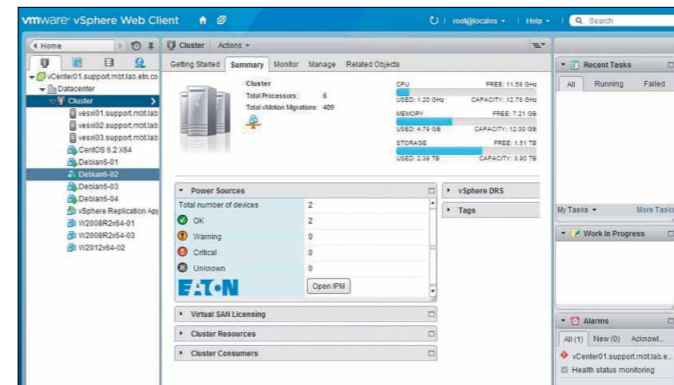 vmware® vSphere Web Client
root@localos
Help
Search
Home
Cluster
Actions
Recent Tasks
Getting Started
Summary
Monitor
Manage
Related Objects
All
Running
Failed
vCenter01.support.mbt.lab.etn.co
Datacenter
Cluster
vesxi01.support.mbt.lab
vesxi02.support.mbt.lab
vesxi03.support.mbt.lab
CentOS 6.2 X64
Debian6-01
Debian6-02
Debian6-03
Debian6-04
vSphere Replication App
W2008R2x64-01
W2008R2x64-03
W2012x64-02
Cluster
Total Processors: 6
Total vMotion Migrations: 409
CPU FREE: 11.58 GHz
USED: 1.20 GHz CAPACITY: 12.78 GHz
MEMORY FREE: 7.21 GB
USED: 4.79 GB CAPACITY: 12.00 GB
STORAGE FREE: 1.51 TB
USED: 2.39 TB CAPACITY: 3.90 TB
Power Sources
Total number of devices 2
OK 2
Warning 0
Critical 0
Unknown 0
EATON
Open IPM
vSphere DRS
Tags
Virtual SAN Licensing
Cluster Resources
Cluster Consumers
My Tasks
More Tasks
Work In Progress
Alarms
All (1)
New (0)
Acknowl...
vCenter01.support.mbt.lab.e...
Health status monitoring